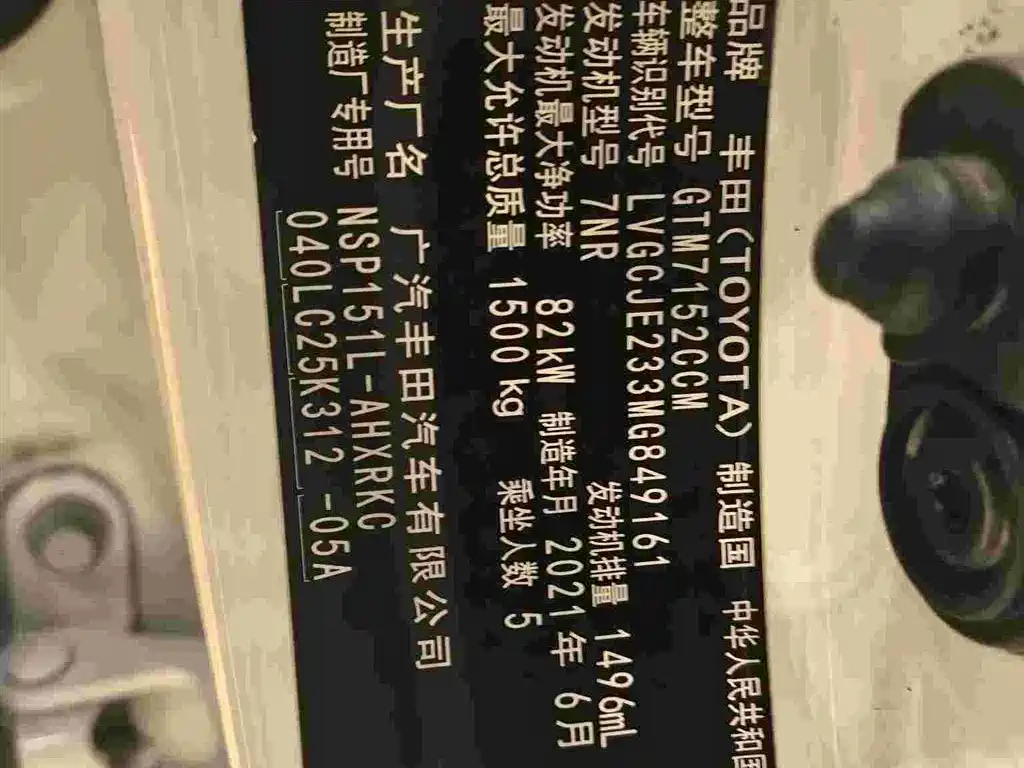 品牌 丰田(TOYOTA) 制造国 中华人民共和国
整车型号 GTM7152CCM
车辆识别代号 LVGCJE233MG849161
发动机型号 7NR 发动机排量 1496mL
发动机最大净功率 82kW 制造年月 2021年 6月
最大允许总质量 1500 kg 乘坐人数 5
生产厂名 广汽丰田汽车有限公司
制造厂专用号 NSP151L-AHXRKC
040LC25K312 -05A